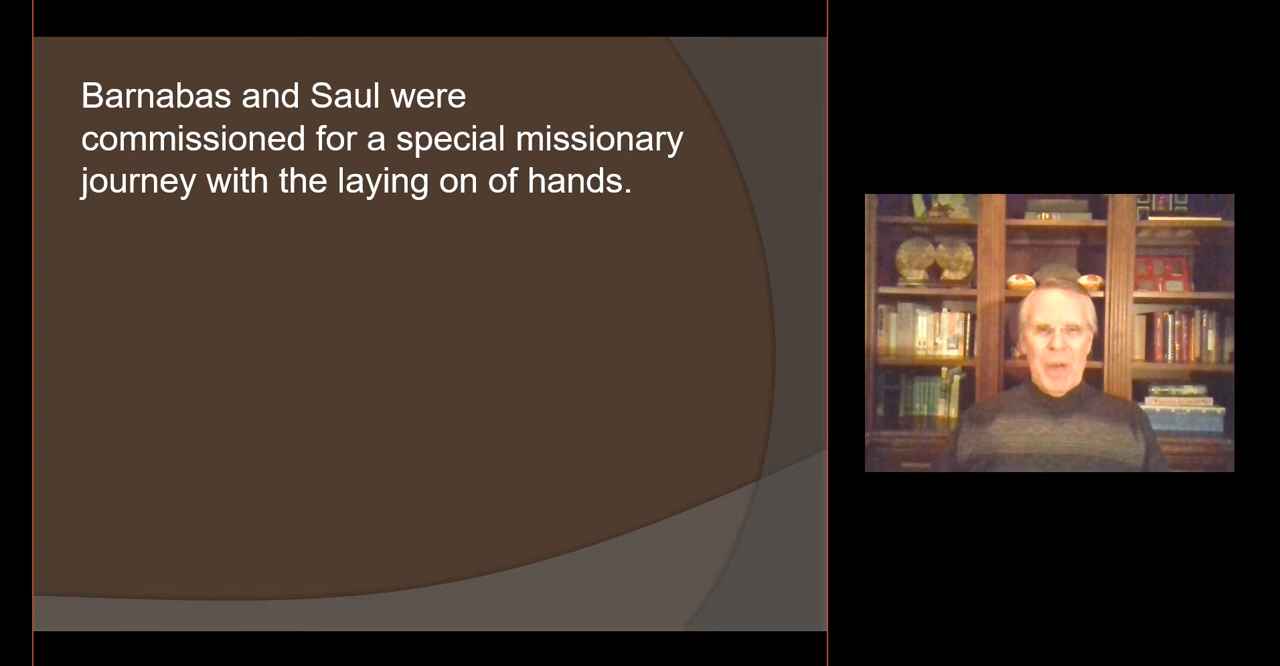 Barnabas and Saul were
commissioned for a special missionary
journey with the laying on of hands.